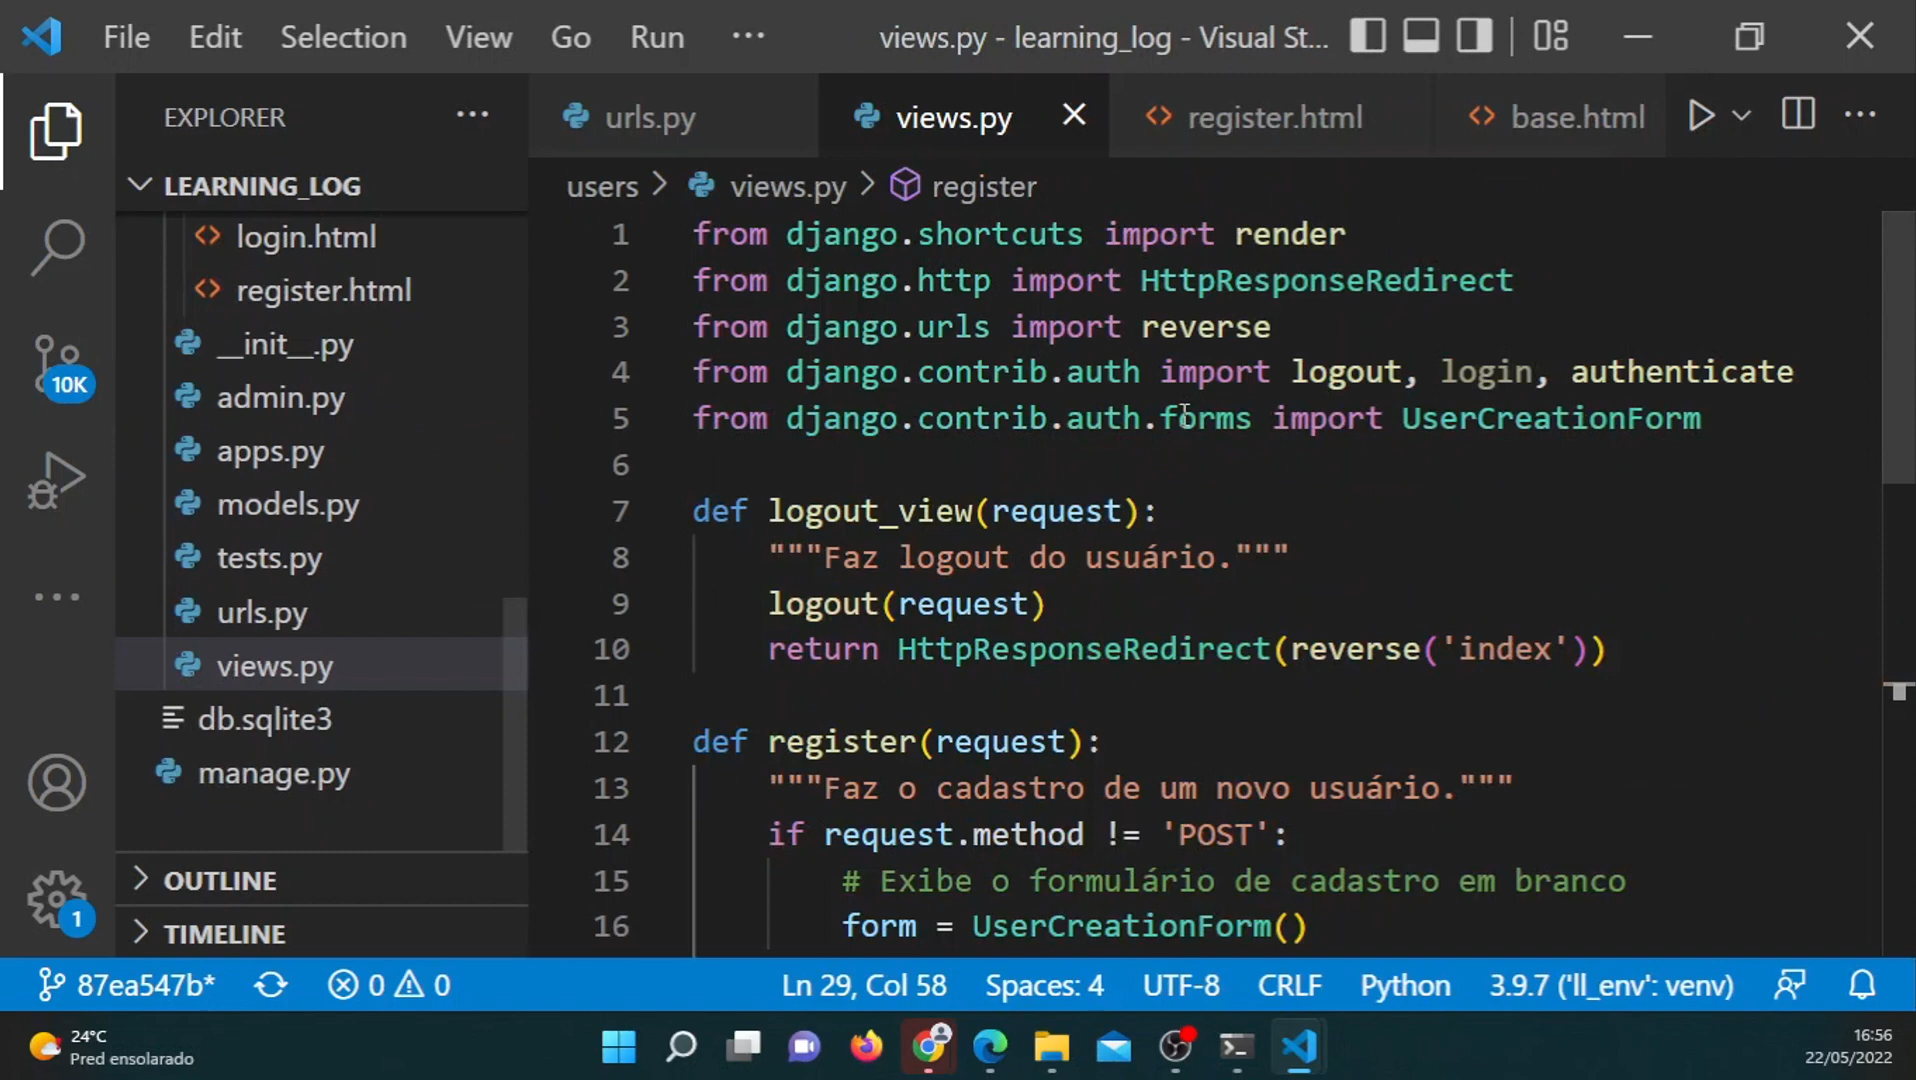 File Edit Selection View Go Run ··· views.py - learning_log - Visual St...
EXPLORER ···
LEARNING_LOG
login.html
register.html
__init__.py
admin.py
apps.py
models.py
tests.py
urls.py
views.py
db.sqlite3
manage.py
OUTLINE
TIMELINE
10K
1
urls.py views.py register.html base.html
users > views.py > register
1 from django.shortcuts import render
2 from django.http import HttpResponseRedirect
3 from django.urls import reverse
4 from django.contrib.auth import logout, login, authenticate
5 from django.contrib.auth.forms import UserCreationForm
6
7 def logout_view(request):
8 """Faz logout do usuário."""
9 logout(request)
10 return HttpResponseRedirect(reverse('index'))
11
12 def register(request):
13 """Faz o cadastro de um novo usuário."""
14 if request.method != 'POST':
15 # Exibe o formulário de cadastro em branco
16 form = UserCreationForm()
87ea547b* 0 0 Ln 29, Col 58 Spaces: 4 UTF-8 CRLF Python 3.9.7 ('ll_env': venv)
24°C
Pred ensolarado
16:56
22/05/2022